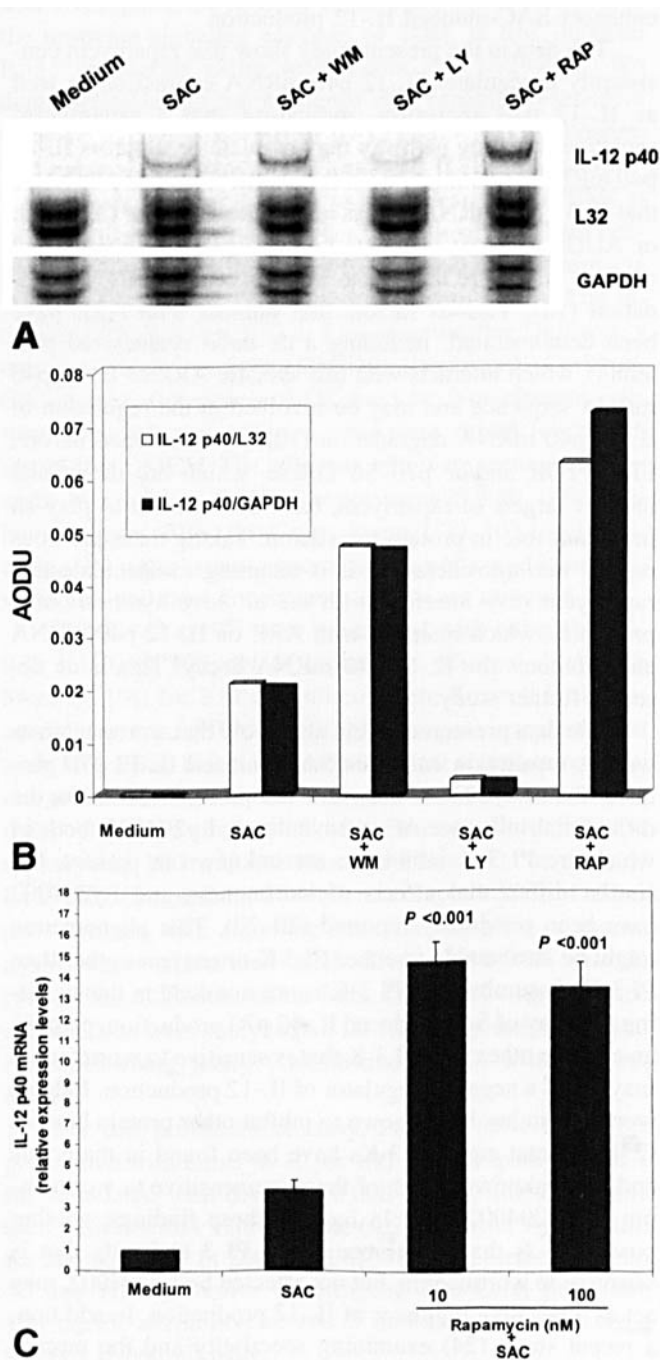 Medium SAC SAC + WM SAC + LY SAC + RAP
IL-12 p40
L32
GAPDH
A
0.08
0.07
0.06
0.05
0.04
0.03
0.02
0.01
0
AODU
IL-12 p40/L32
IL-12 p40/GAPDH
Medium SAC SAC SAC SAC
+ + +
WM LY RAP
B
IL-12 p40 mRNA
(relative expression levels)
18
17
16
15
14
13
12
11
10
9
8
7
6
5
4
3
2
1
0
P <0.001 P <0.001
Medium SAC 10 100
Rapamycin(nM)
+
SAC
C